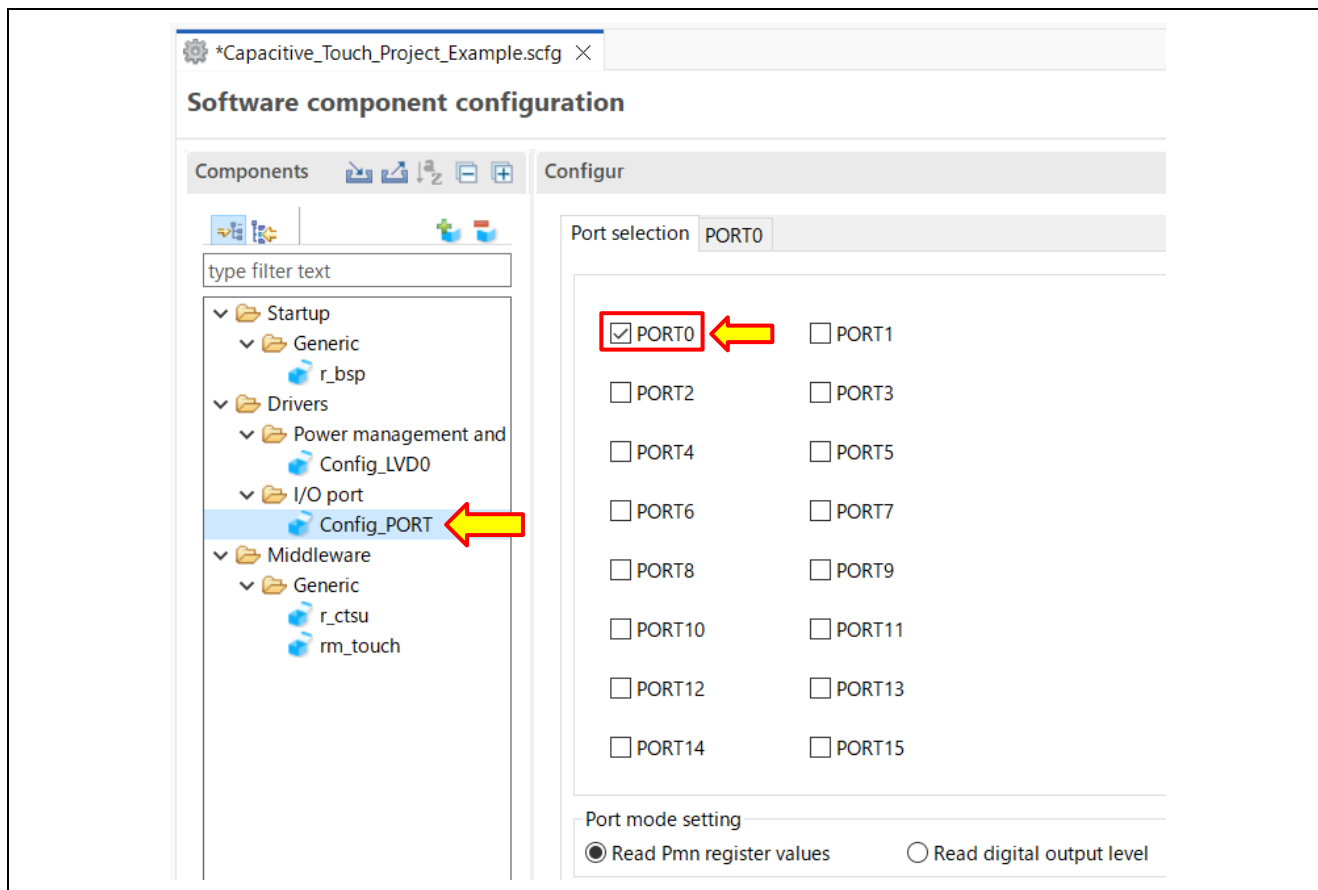 *Capacitive_Touch_Project_Example.scfg
Software component configuration
Components
Configur
type filter text
Startup
Generic
r_bsp
Drivers
Power management and
Config_LVD0
I/O port
Config_PORT
Middleware
Generic
r_ctsu
rm_touch
Port selection PORT0
PORT0 PORT1
PORT2 PORT3
PORT4 PORT5
PORT6 PORT7
PORT8 PORT9
PORT10 PORT11
PORT12 PORT13
PORT14 PORT15
Port mode setting
Read Pmn register values Read digital output level